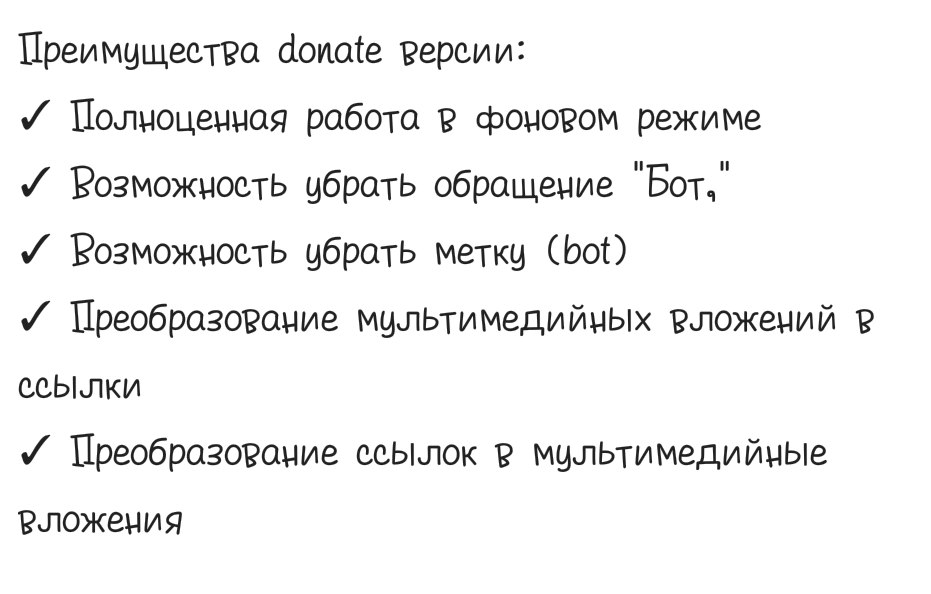 Преимущества donate версии:
✓ Полноценная работа в фоновом режиме
✓ Возможность убрать обращение "Бот,"
✓ Возможность убрать метку (bot)
✓ Преобразование мультимедийных вложений в
ссылки
✓ Преобразование ссылок в мультимедийные
вложения